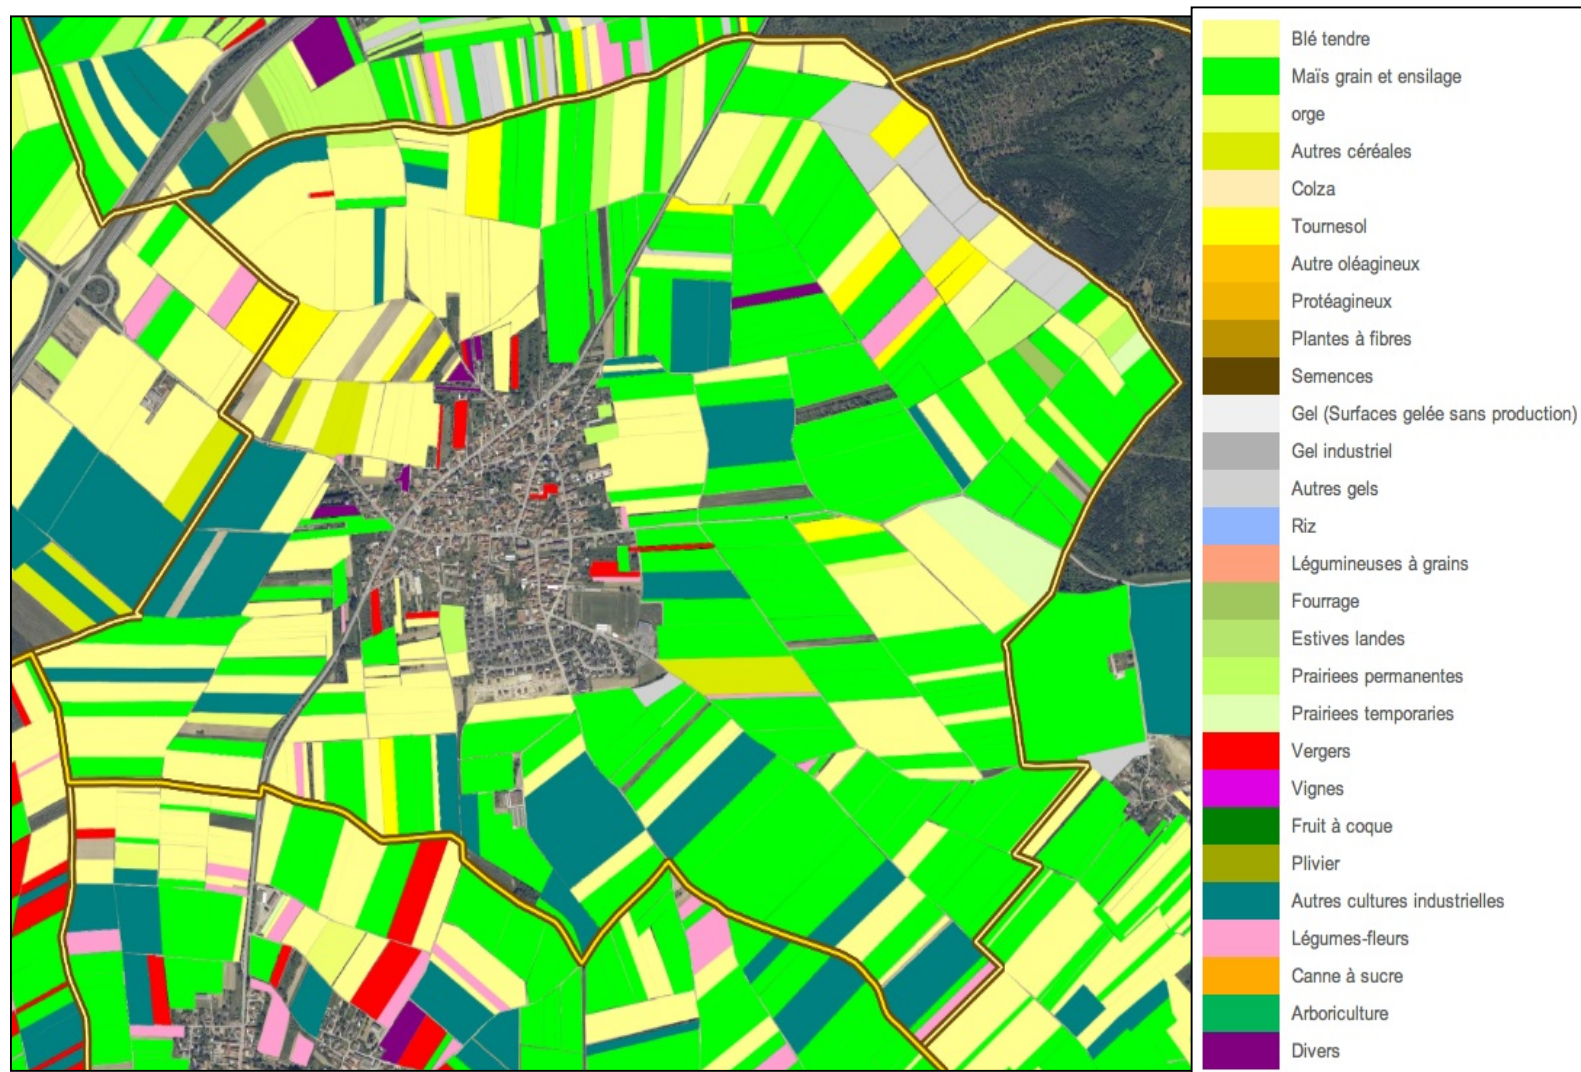 Blé tendre
Maïs grain et ensilage
orge
Autres céréales
Colza
Tournesol
Autre oléagineux
Protéagineux
Plantes à fibres
Semences
Gel (Surfaces gelée sans production)
Gel industriel
Autres gels
Riz
Légumineuses à grains
Fourrage
Estives landes
Prairiees permanentes
Prairiees temporaries
Vergers
Vignes
Fruit à coque
Plivier
Autres cultures industrielles
Légumes-fleurs
Canne à sucre
Arboriculture
Divers